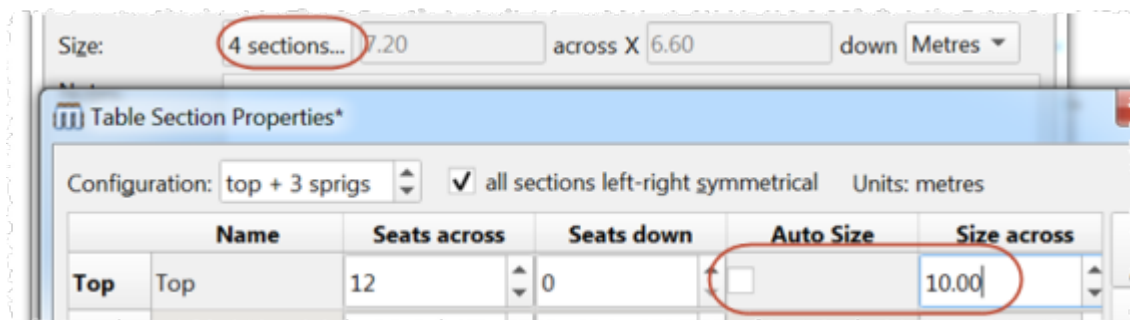 Size: 4 sections... 7.20 across X 6.60 down Metres
Table Section Properties*
Configuration: top + 3 sprigs all sections left-right symmetrical Units: metres
Name Seats across Seats down Auto Size Size across
Top Top 12 0 10.00